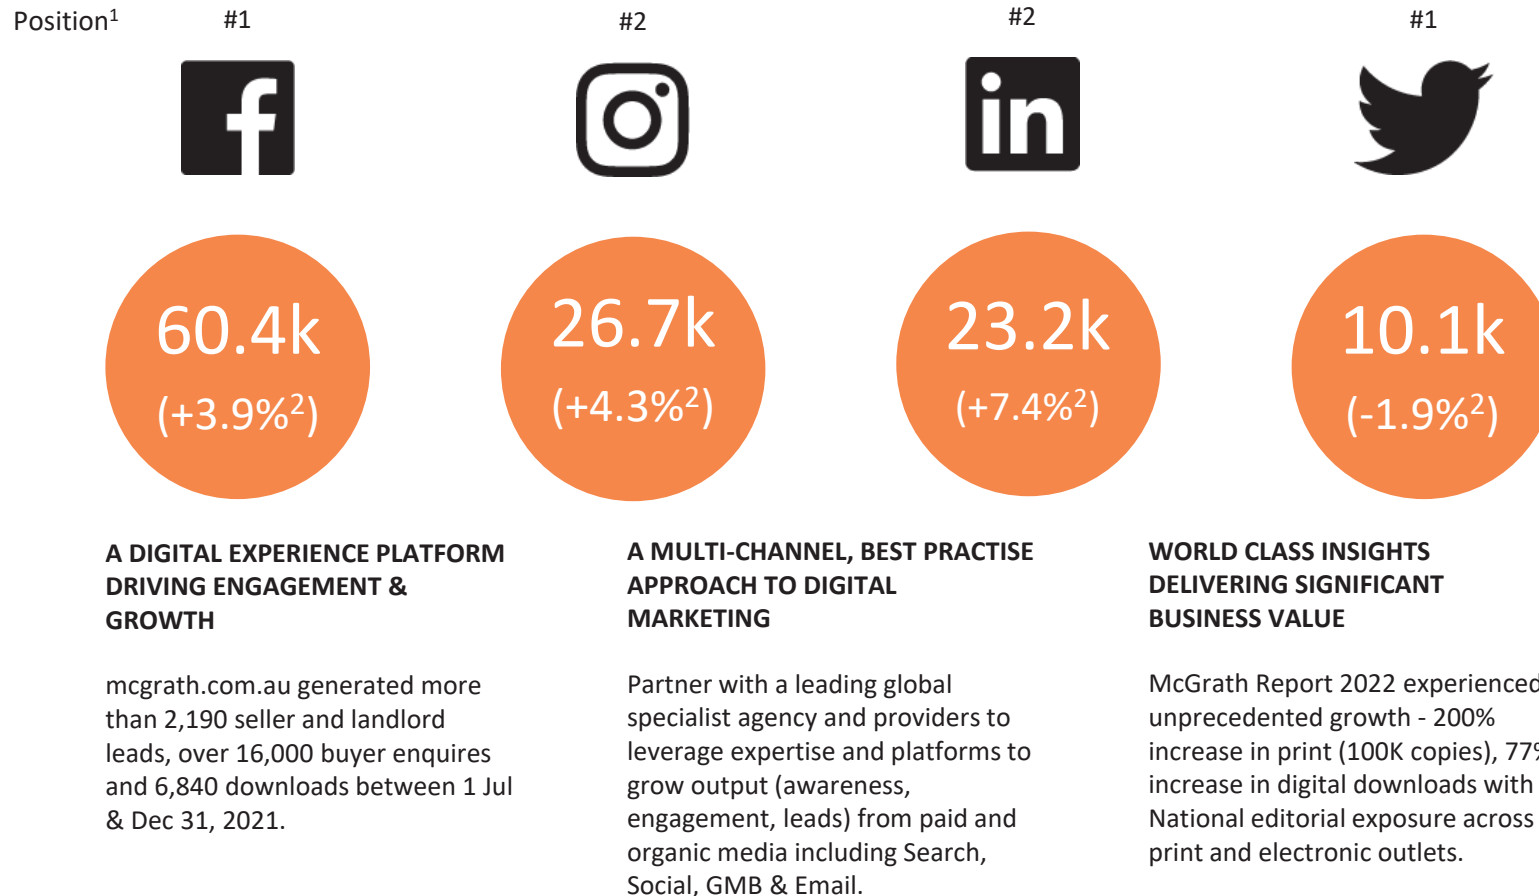 Position¹ #1 #2 #2 #1
f
in
60.4k 26.7k 23.2k 10.1k
(+3.9%²) (+4.3%²) (+7.4%²) (-1.9%²)
A DIGITAL EXPERIENCE PLATFORM
DRIVING ENGAGEMENT &
GROWTH
mcgrath.com.au generated more
than 2,190 seller and landlord
leads, over 16,000 buyer enquires
and 6,840 downloads between 1 Jul
& Dec 31, 2021.
A MULTI-CHANNEL, BEST PRACTISE
APPROACH TO DIGITAL
MARKETING
Partner with a leading global
specialist agency and providers to
leverage expertise and platforms to
grow output (awareness,
engagement, leads) from paid and
organic media including Search,
Social, GMB & Email.
WORLD CLASS INSIGHTS
DELIVERING SIGNIFICANT
BUSINESS VALUE
McGrath Report 2022 experienced
unprecedented growth - 200%
increase in print (100K copies), 77%
increase in digital downloads with
National editorial exposure across
print and electronic outlets.